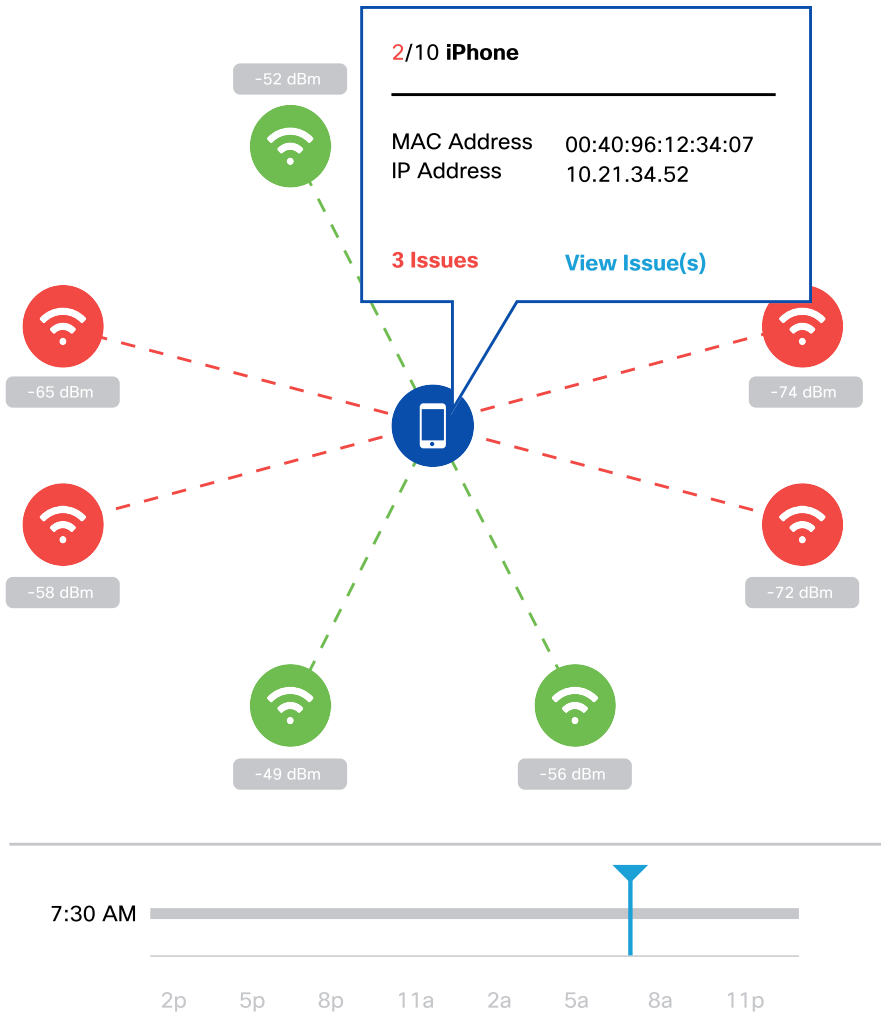 2/10 iPhone
-52 dBm
MAC Address 00:40:96:12:34:07
IP Address 10.21.34.52
3 Issues View Issue(s)
-65 dBm
-74 dBm
-58 dBm
-72 dBm
-49 dBm
-56 dBm
7:30 AM
2p 5p 8p 11a 2a 5a 8a 11p